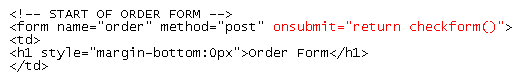 <!-- START OF ORDER FORM -->
<form name="order" method="post" onsubmit="return checkform()">
<td>
<h1 style="margin-bottom:0px">Order Form</h1>
</td>